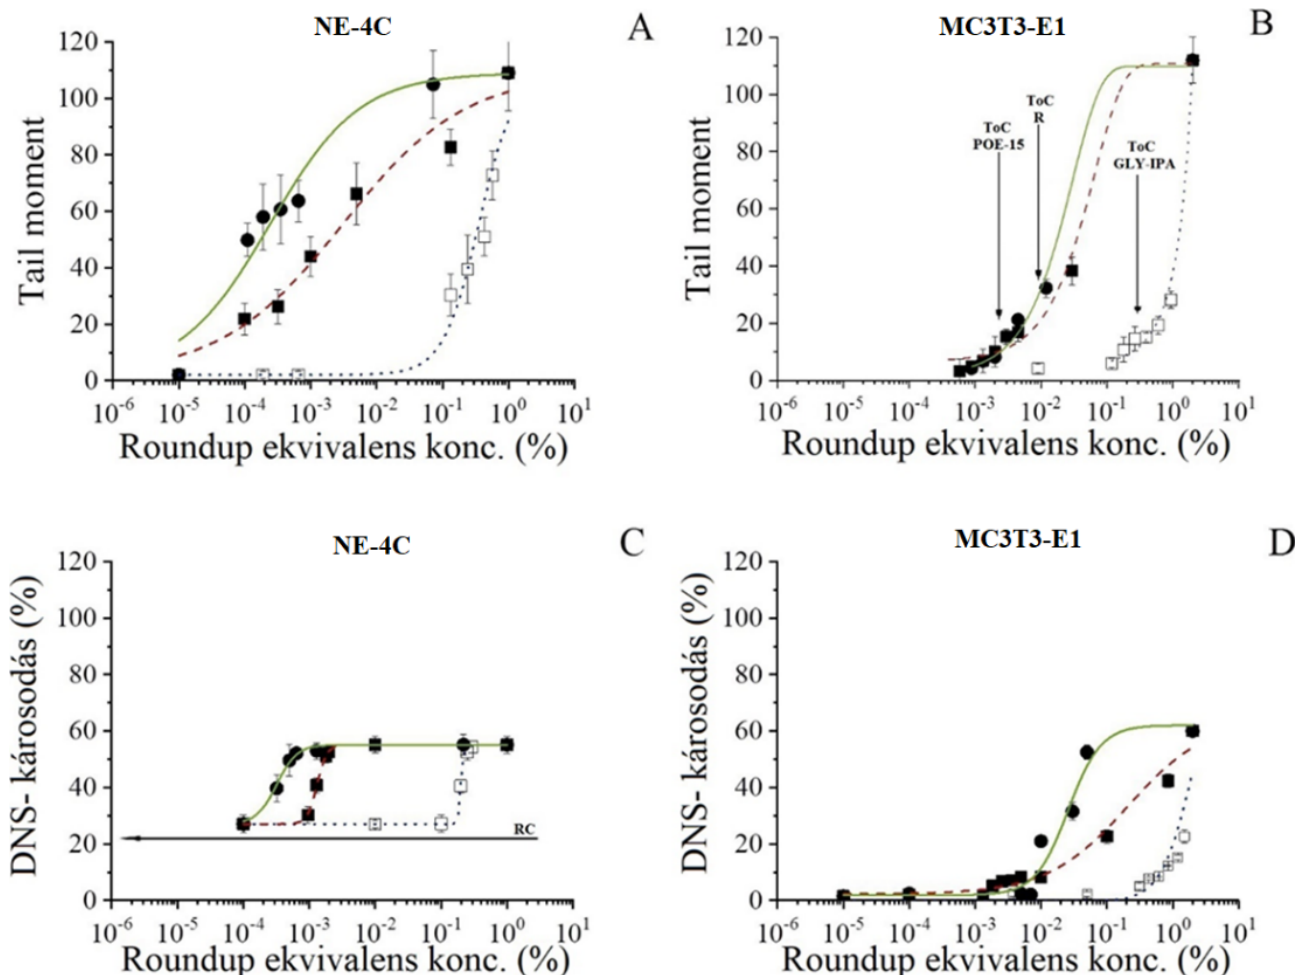 NE-4C
A
120
100
80
60
40
20
0
Tail moment
10-6 10-5 10-4 10-3 10-2 10-1 100 101
Roundup ekvivalens konc. (%)
MC3T3-E1
B
120
100
80
60
40
20
0
Tail moment
ToC
POE-15
ToC
R
ToC
GLY-IPA
10-6 10-5 10-4 10-3 10-2 10-1 100 101
Roundup ekvivalens konc. (%)
NE-4C
C
120
100
80
60
40
20
0
DNS- károsodás (%)
RC
10-6 10-5 10-4 10-3 10-2 10-1 100 101
Roundup ekvivalens konc. (%)
MC3T3-E1
D
120
100
80
60
40
20
0
DNS- károsodás (%)
10-6 10-5 10-4 10-3 10-2 10-1 100 101
Roundup ekvivalens konc. (%)